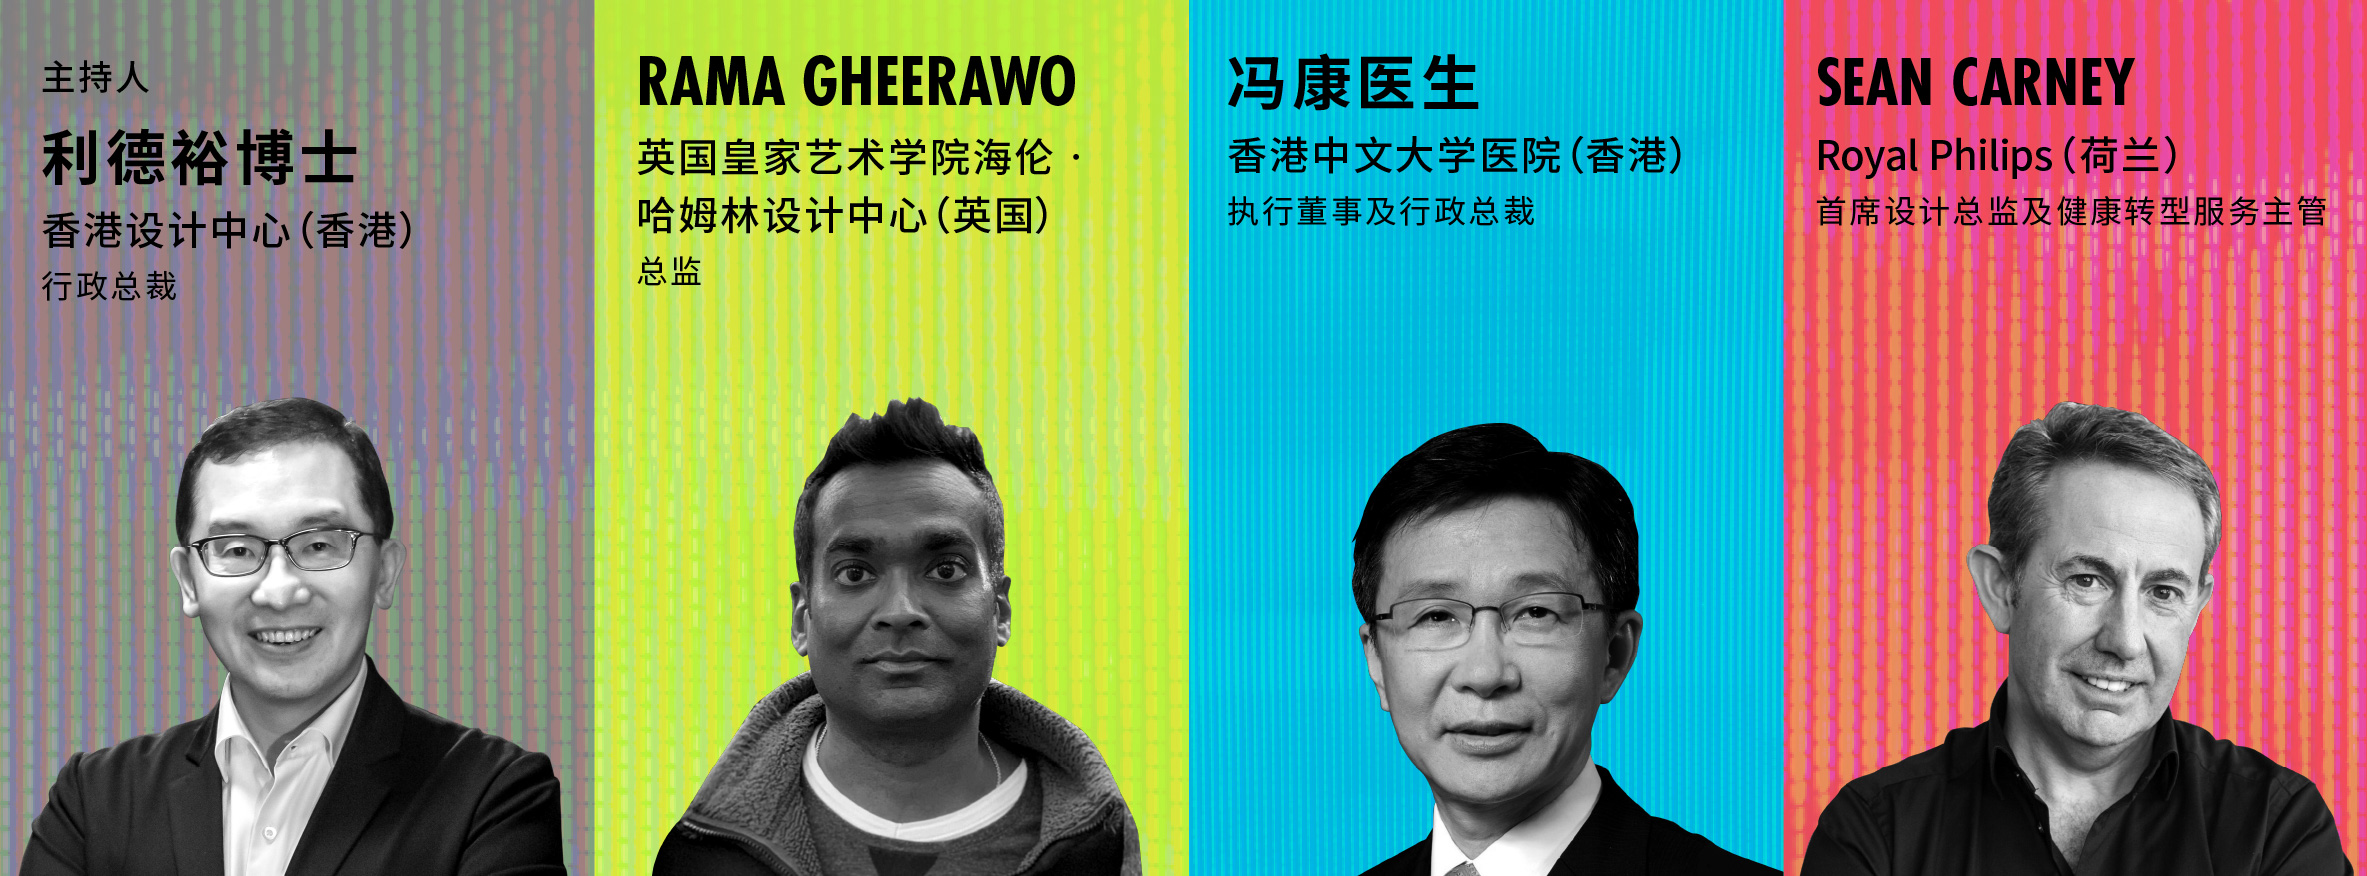 主持人
利德裕博士
香港设计中心（香港）
行政总裁
RAMA GHEERAWO
英国皇家艺术学院海伦·
哈姆林设计中心（英国）
总监
冯康医生
香港中文大学医院（香港）
执行董事及行政总裁
SEAN CARNEY
Royal Philips（荷兰）
首席设计总监及健康转型服务主管